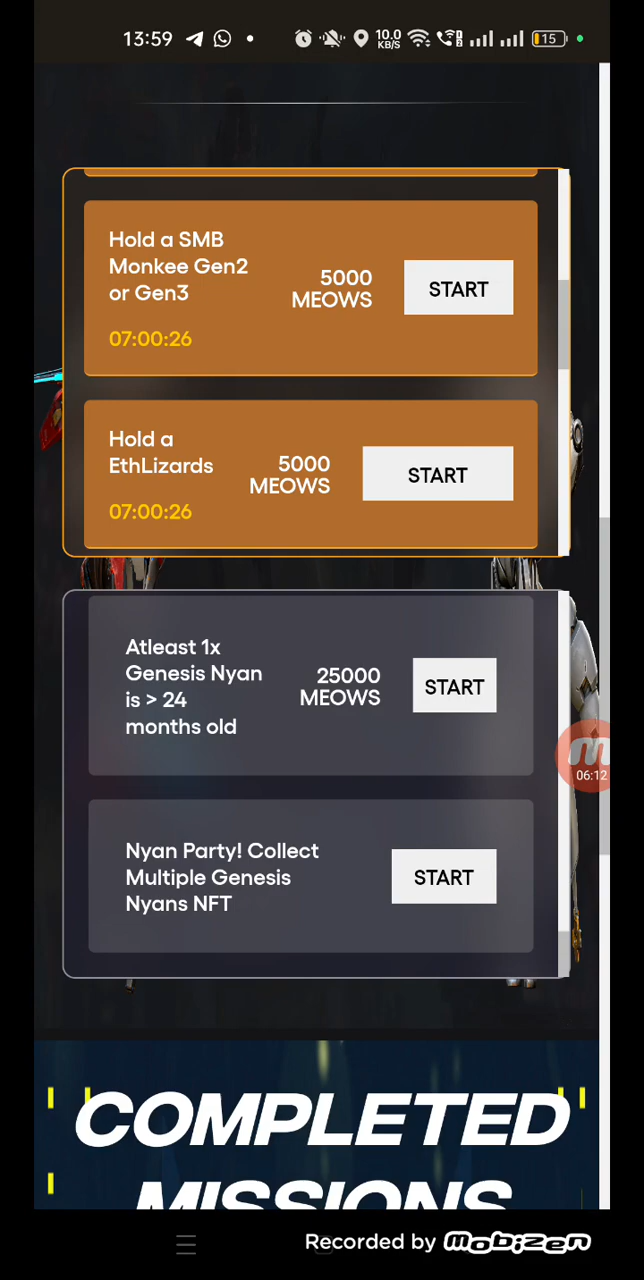 13:59
10.0
KB/S
15
Hold a SMB
Monkee Gen2
or Gen3
5000
MEOWS
START
07:00:26
Hold a
EthLizards
5000
MEOWS
START
07:00:26
Atleast 1x
Genesis Nyan
is > 24
months old
25000
MEOWS
START
06:12
Nyan Party! Collect
Multiple Genesis
Nyans NFT
START
COMPLETED
MISSIONS
Recorded by mobizen